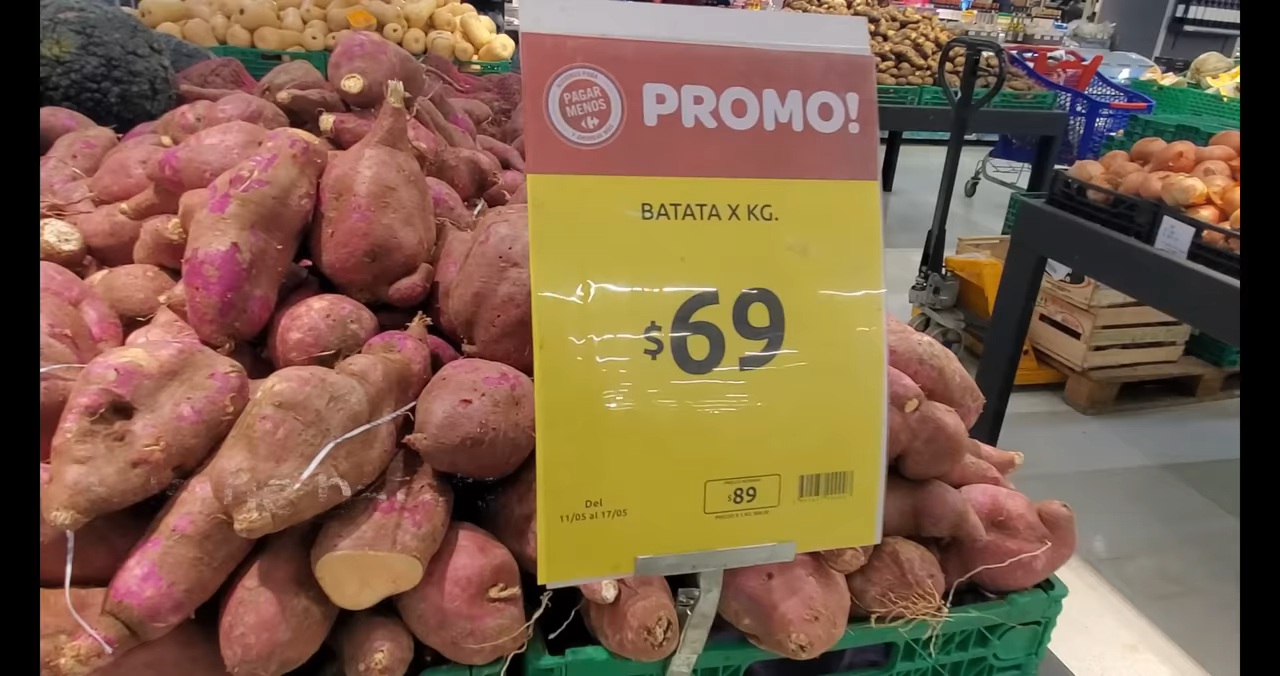 PAGAR
MENOS
PROMO!
BATATA X KG.
$69
Del
11/05 al 17/05
$89